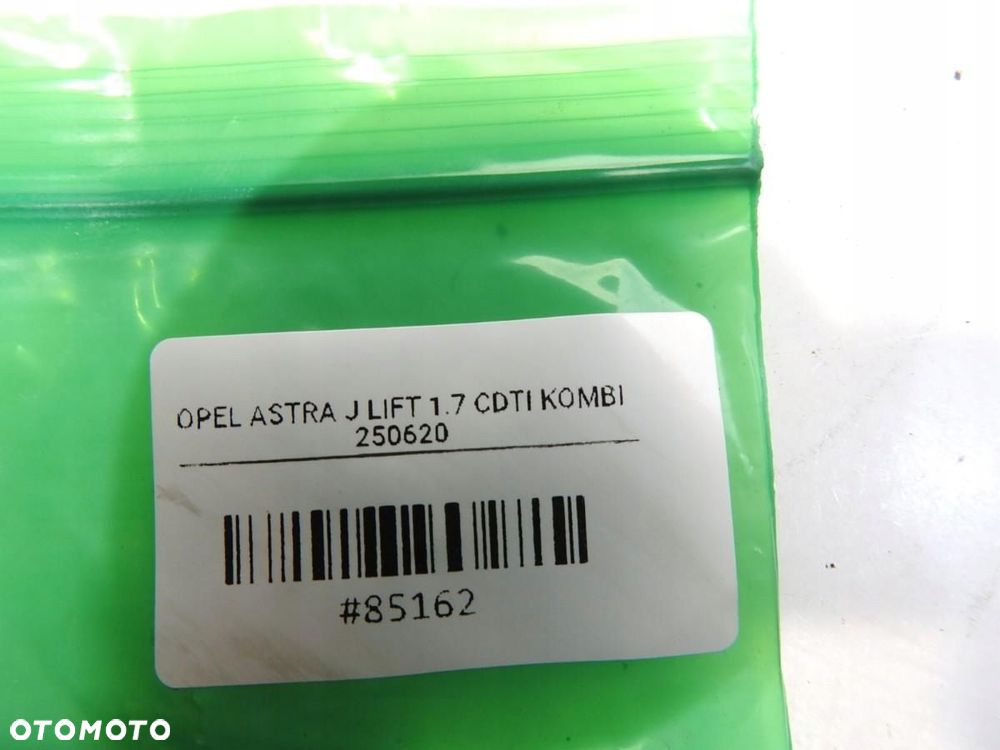 OPEL ASTRA J LIFT 1.7 CDTI KOMBI
250620
#85162
OTOMOTO